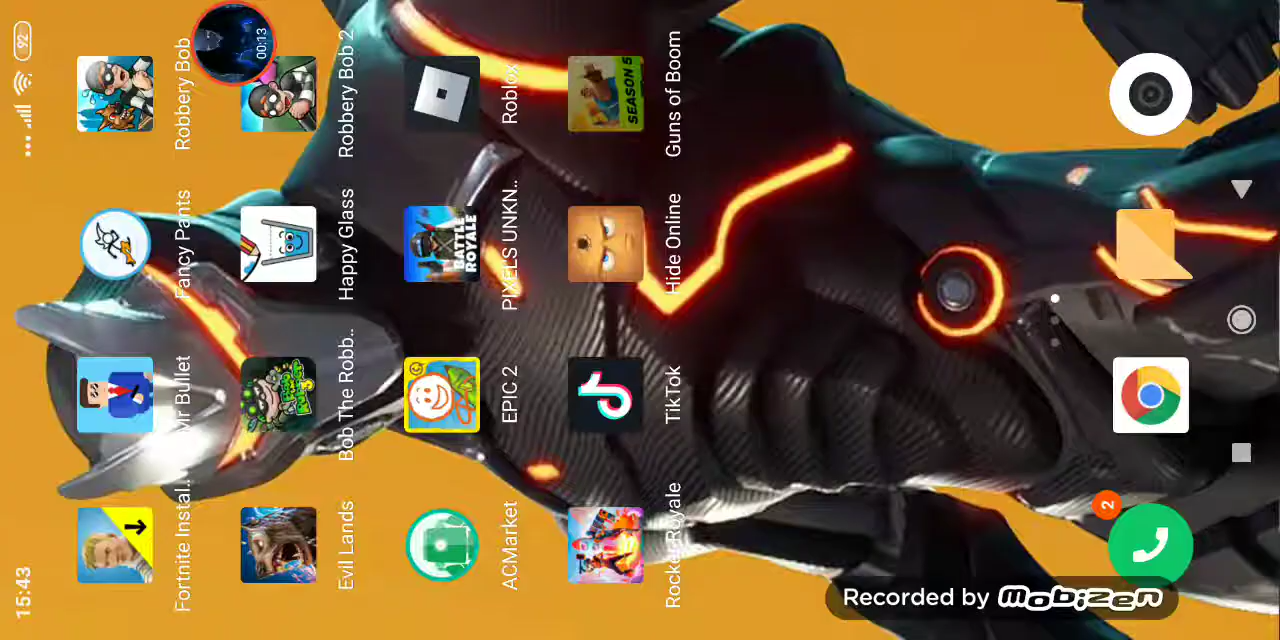 15:43
92
00:13
Fortnite Instal..
Mr Bullet
Fancy Pants
Robbery Bob
Evil Lands
Bob The Robb..
Happy Glass
Robbery Bob 2
ACMarket
EPIC 2
BATTLE
ROYALE
PIXELS UNKN..
Roblox
Rocket Royale
TikTok
Hide Online
SEASON 5
Guns of Boom
2
Recorded by mobizen